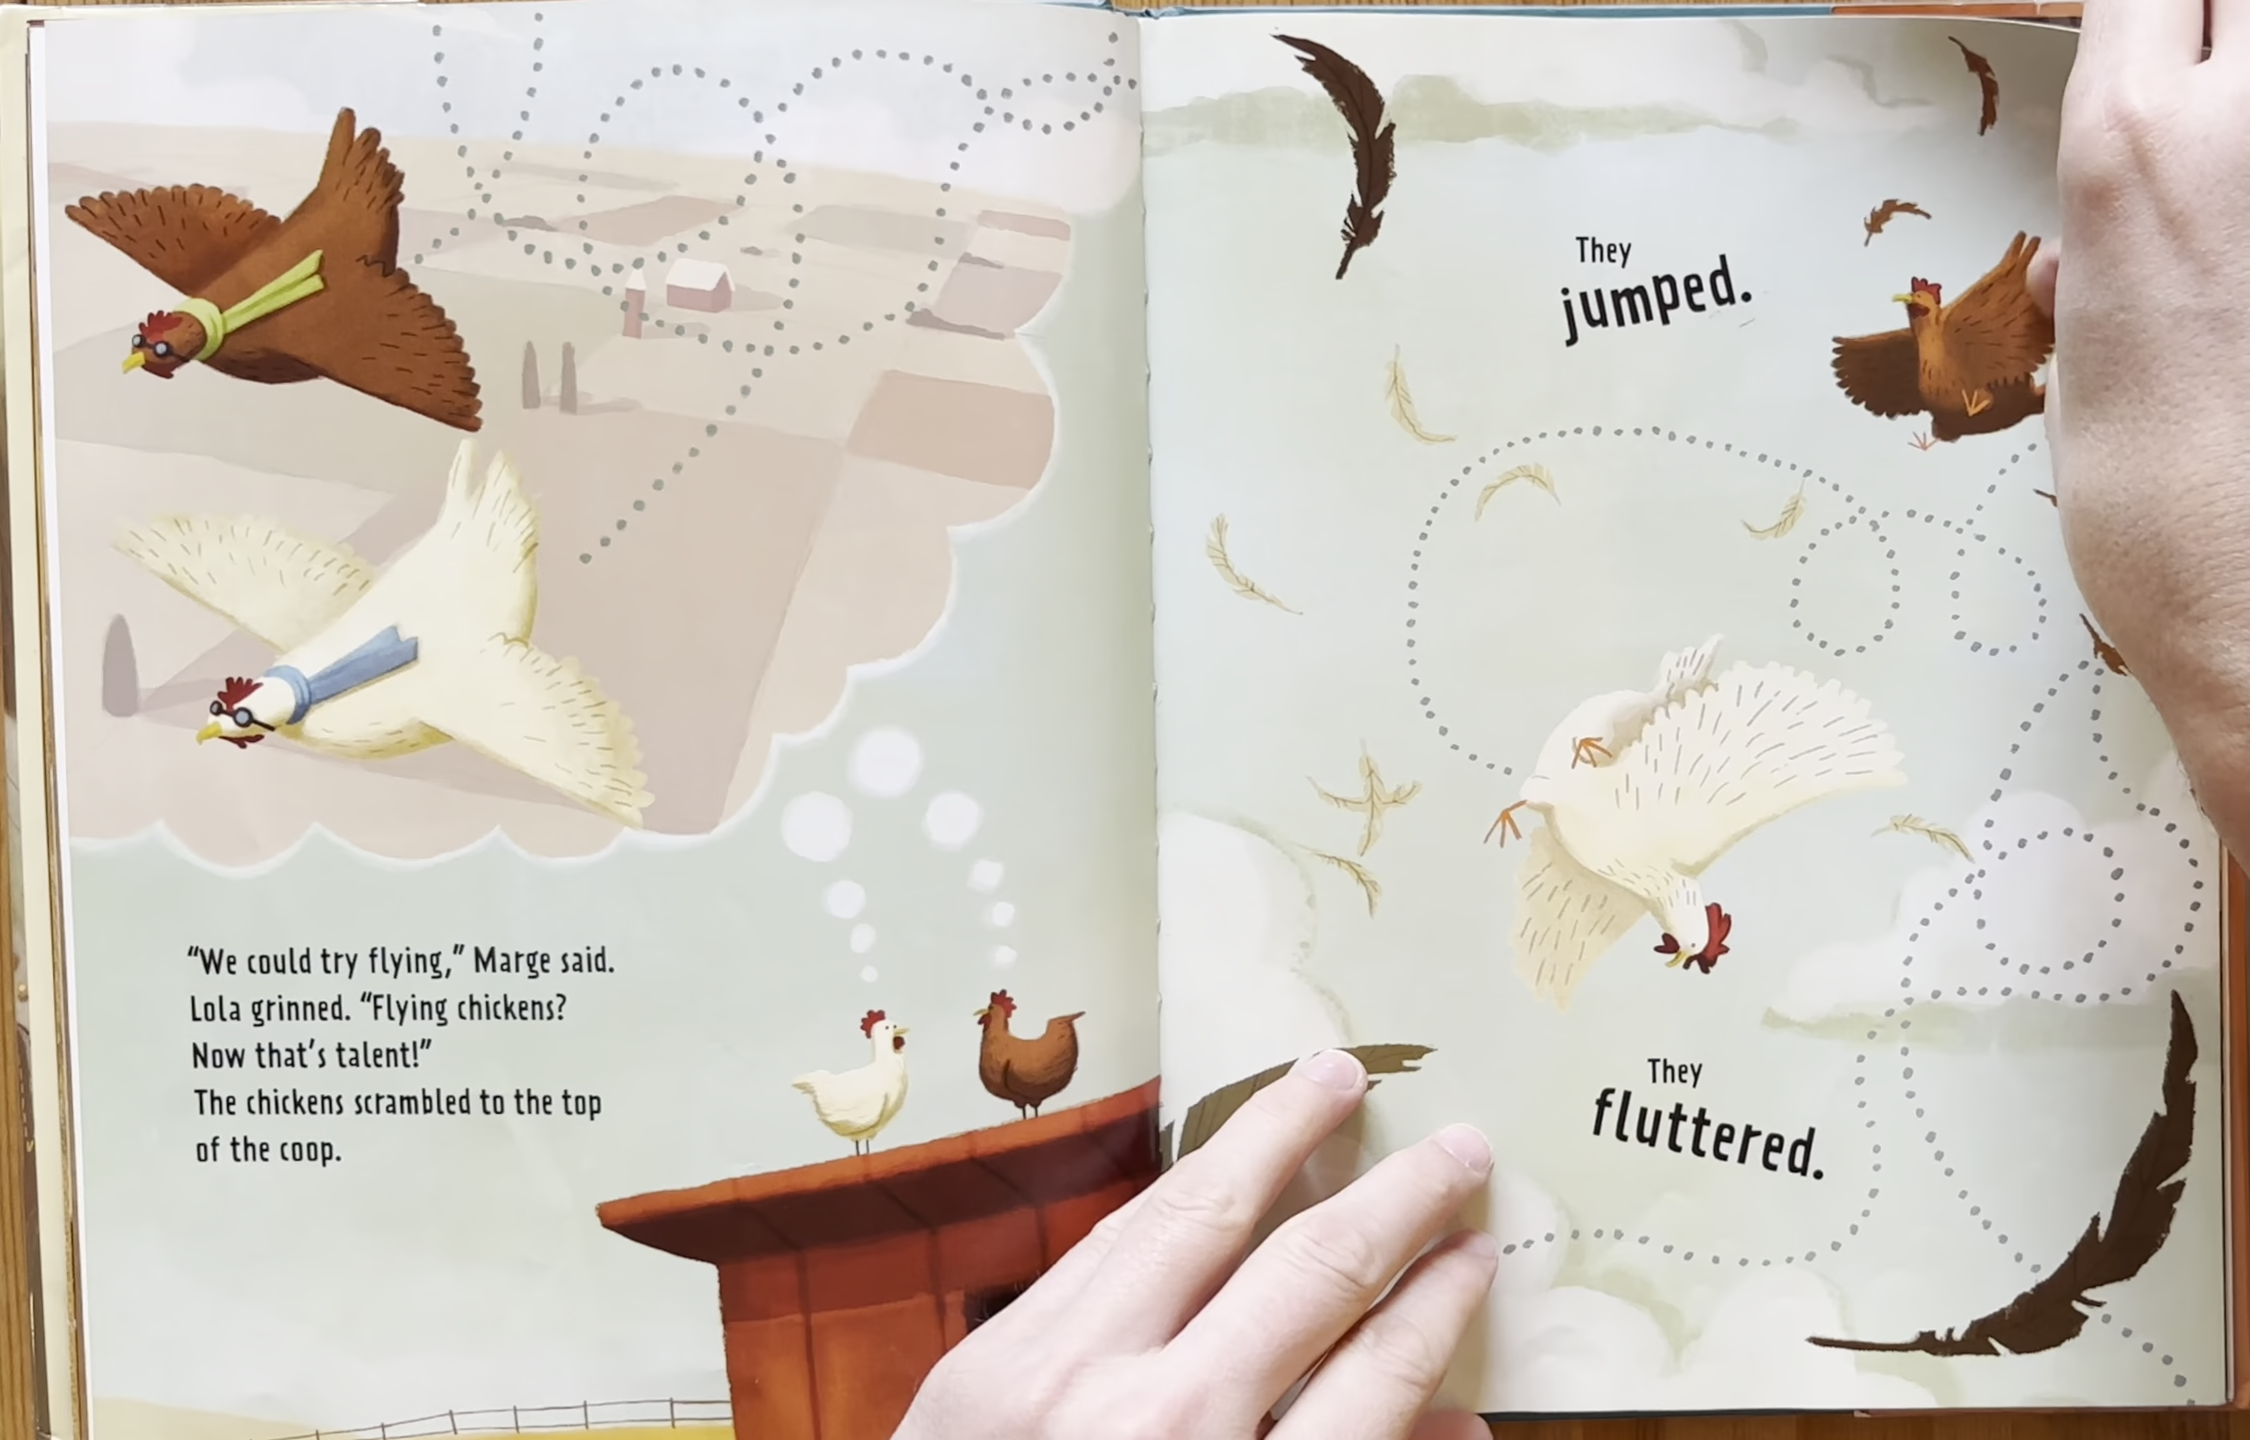 “We could try flying,” Marge said.
Lola grinned. “Flying chickens?
Now that’s talent!”
The chickens scrambled to the top
of the coop.
They
jumped.
They
fluttered.